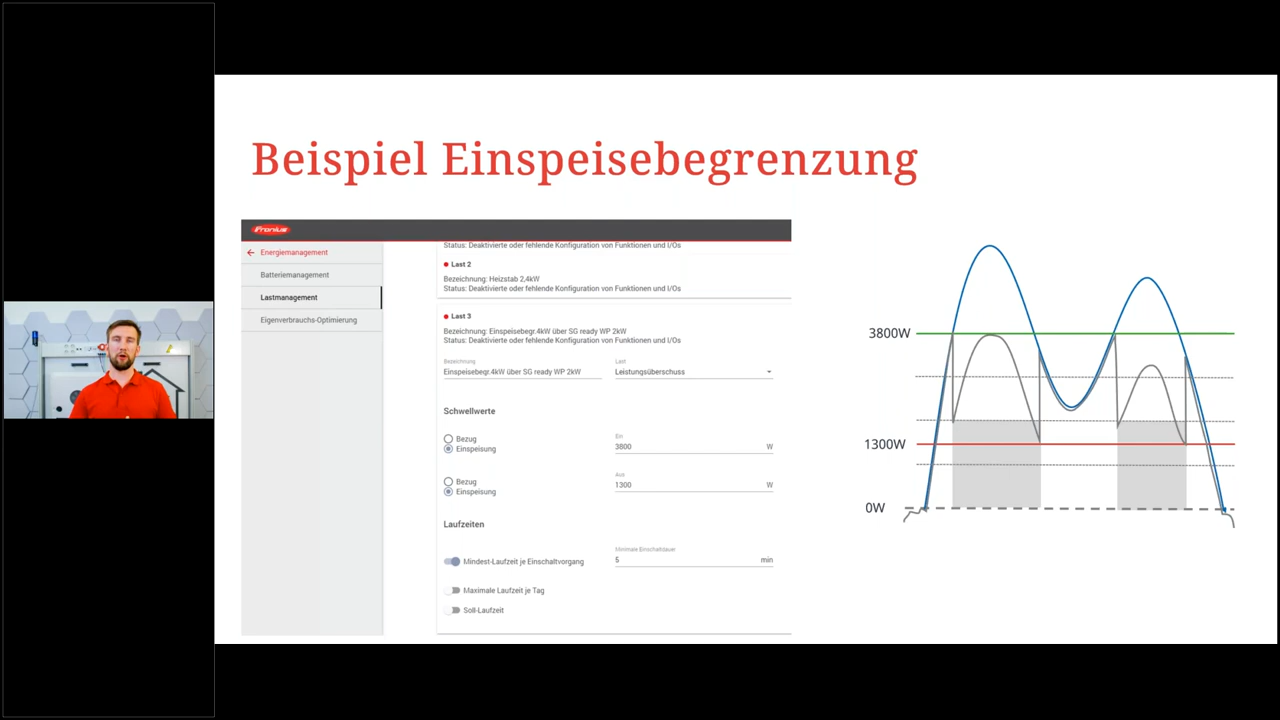 Beispiel Einspeisebegrenzung
Fronius
Energiemanagement
Batteriemanagement
Lastmanagement
Eigenverbrauchs-Optimierung
Status: Deaktivierte oder fehlende Konfiguration von Funktionen und I/Os
Last 2
Bezeichnung: Heizstab 2,4kW
Status: Deaktivierte oder fehlende Konfiguration von Funktionen und I/Os
Last 3
Bezeichnung: Einspeisebegr.4kW über SG ready WP 2kW
Status: Deaktivierte oder fehlende Konfiguration von Funktionen und I/Os
Bezeichnung Last
Einspeisebegr.4kW über SG ready WP 2kW Leistungsüberschuss
Schwellwerte
Bezug Ein
Einspeisung 3800 W
Bezug Aus
Einspeisung 1300 W
Laufzeiten
Minimale Einschaltdauer
Mindest-Laufzeit je Einschaltvorgang 5 min
Maximale Laufzeit je Tag
Soll-Laufzeit
3800W
1300W
0W